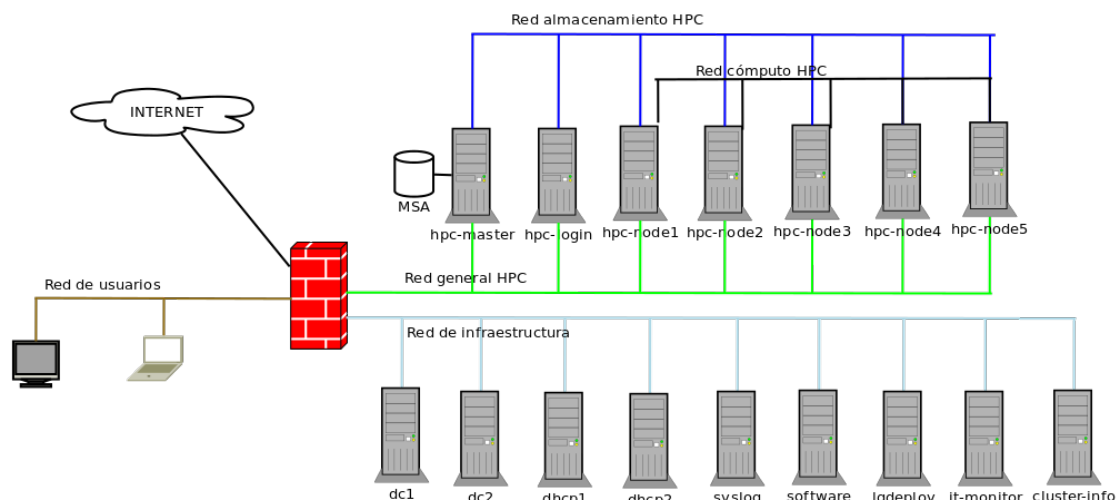 Red almacenamiento HPC
Red cómputo HPC
INTERNET
MSA
hpc-master
hpc-login
hpc-node1
hpc-node2
hpc-node3
hpc-node4
hpc-node5
Red general HPC
Red de usuarios
Red de infraestructura
dc1
dc2
dhcp1
dhcp2
syslog
software
lqdeploy
it-monitor
cluster-info